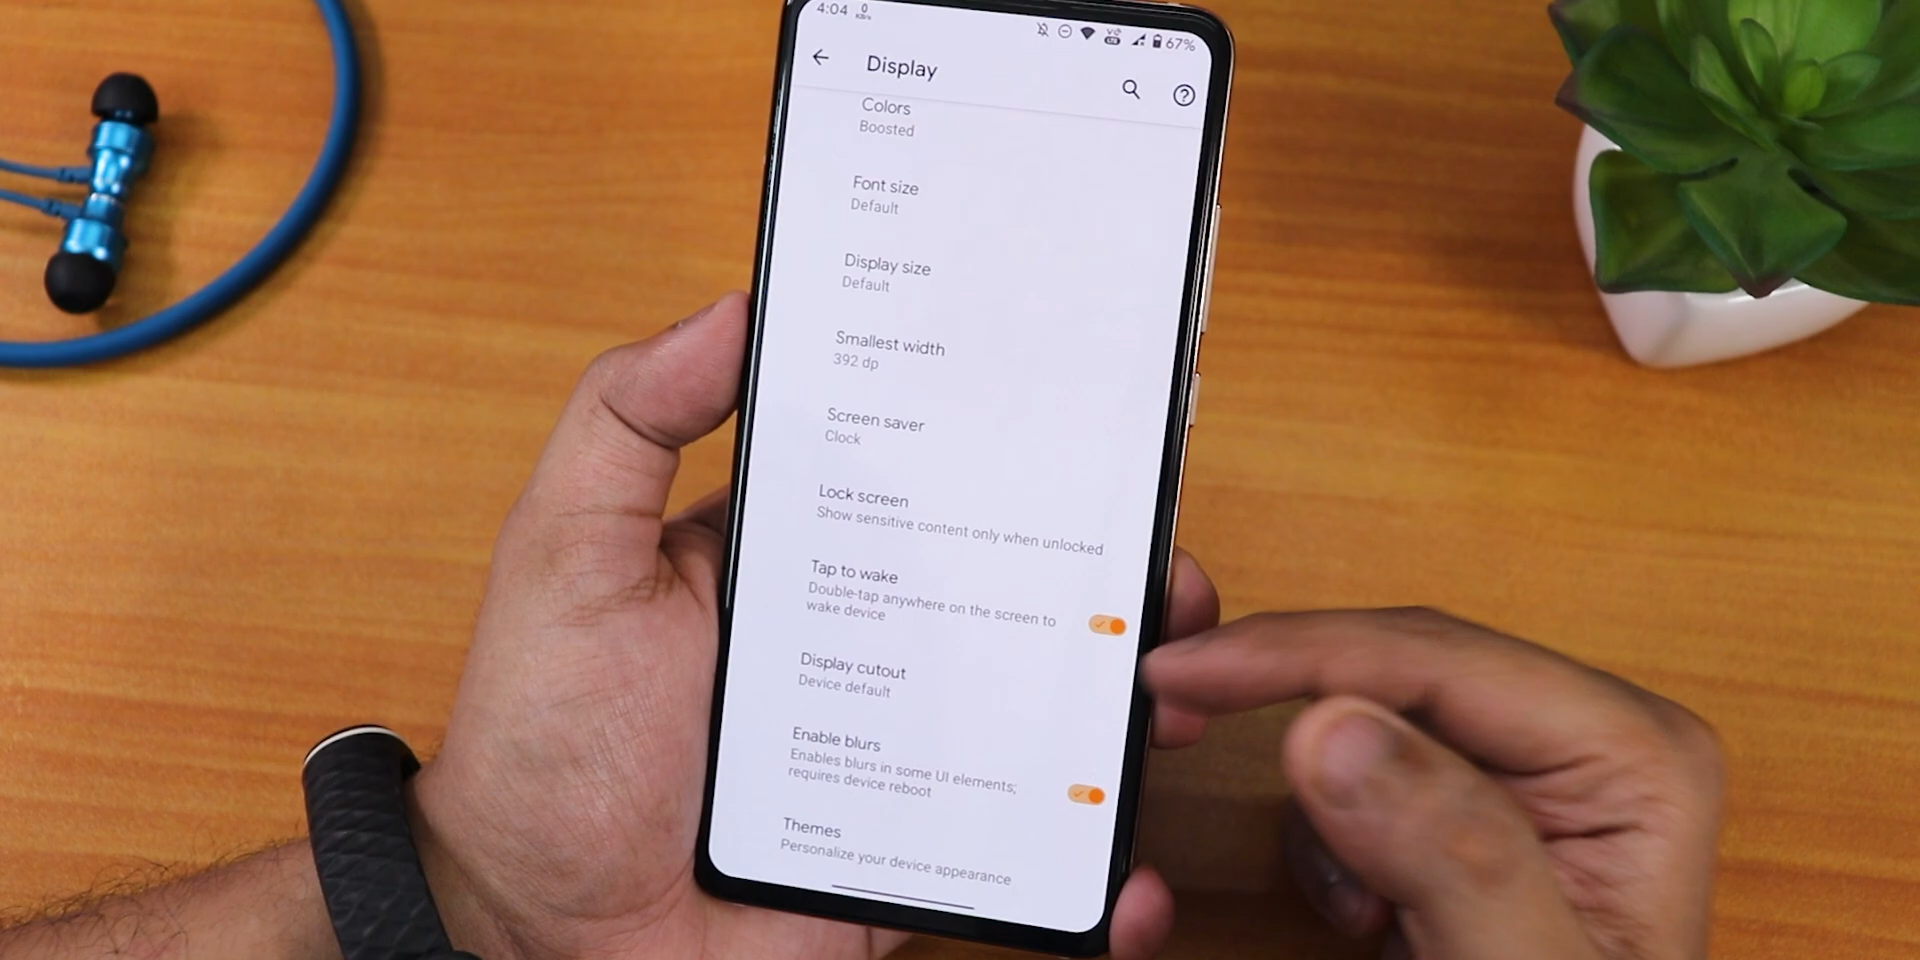 4:04 0 KB/s 67%
Display
Colors
Boosted
Font size
Default
Display size
Default
Smallest width
392 dp
Screen saver
Clock
Lock screen
Show sensitive content only when unlocked
Tap to wake
Double-tap anywhere on the screen to
wake device
Display cutout
Device default
Enable blurs
Enables blurs in some UI elements;
requires device reboot
Themes
Personalize your device appearance